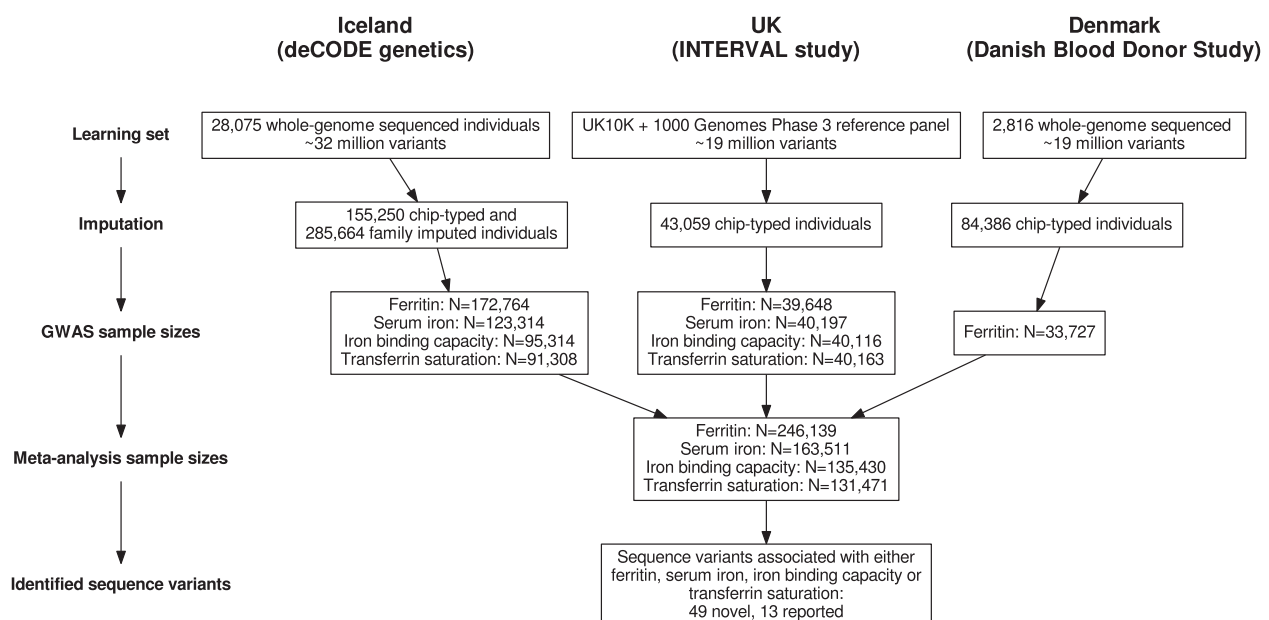 Iceland
(deCODE genetics)
UK
(INTERVAL study)
Denmark
(Danish Blood Donor Study)
Learning set
28,075 whole-genome sequenced individuals
~32 million variants
UK10K + 1000 Genomes Phase 3 reference panel
~19 million variants
2,816 whole-genome sequenced
~19 million variants
Imputation
155,250 chip-typed and
285,664 family imputed individuals
43,059 chip-typed individuals
84,386 chip-typed individuals
GWAS sample sizes
Ferritin: N=172,764
Serum iron: N=123,314
Iron binding capacity: N=95,314
Transferrin saturation: N=91,308
Ferritin: N=39,648
Serum iron: N=40,197
Iron binding capacity: N=40,116
Transferrin saturation: N=40,163
Ferritin: N=33,727
Meta-analysis sample sizes
Ferritin: N=246,139
Serum iron: N=163,511
Iron binding capacity: N=135,430
Transferrin saturation: N=131,471
Identified sequence variants
Sequence variants associated with either
ferritin, serum iron, iron binding capacity or
transferrin saturation:
49 novel, 13 reported